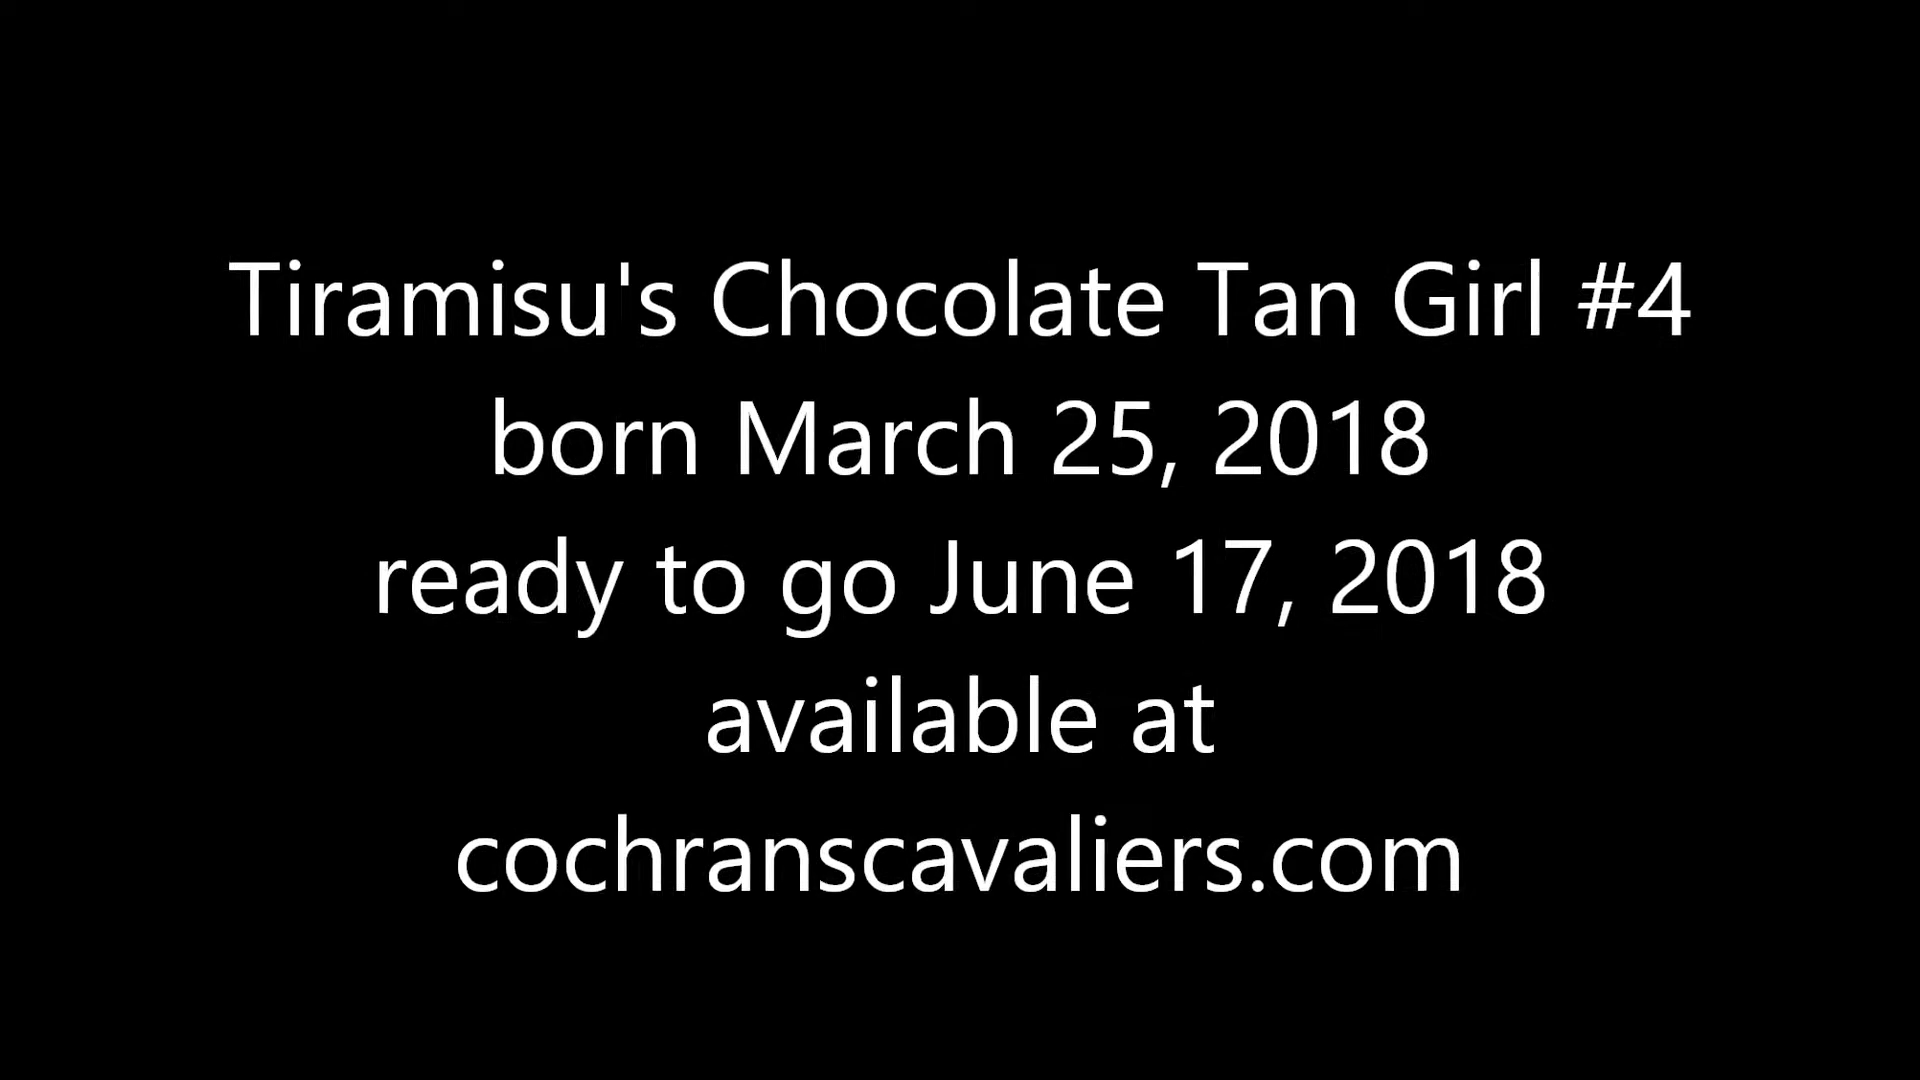 Tiramisu's Chocolate Tan Girl #4
born March 25, 2018
ready to go June 17, 2018
available at
cochranscavaliers.com